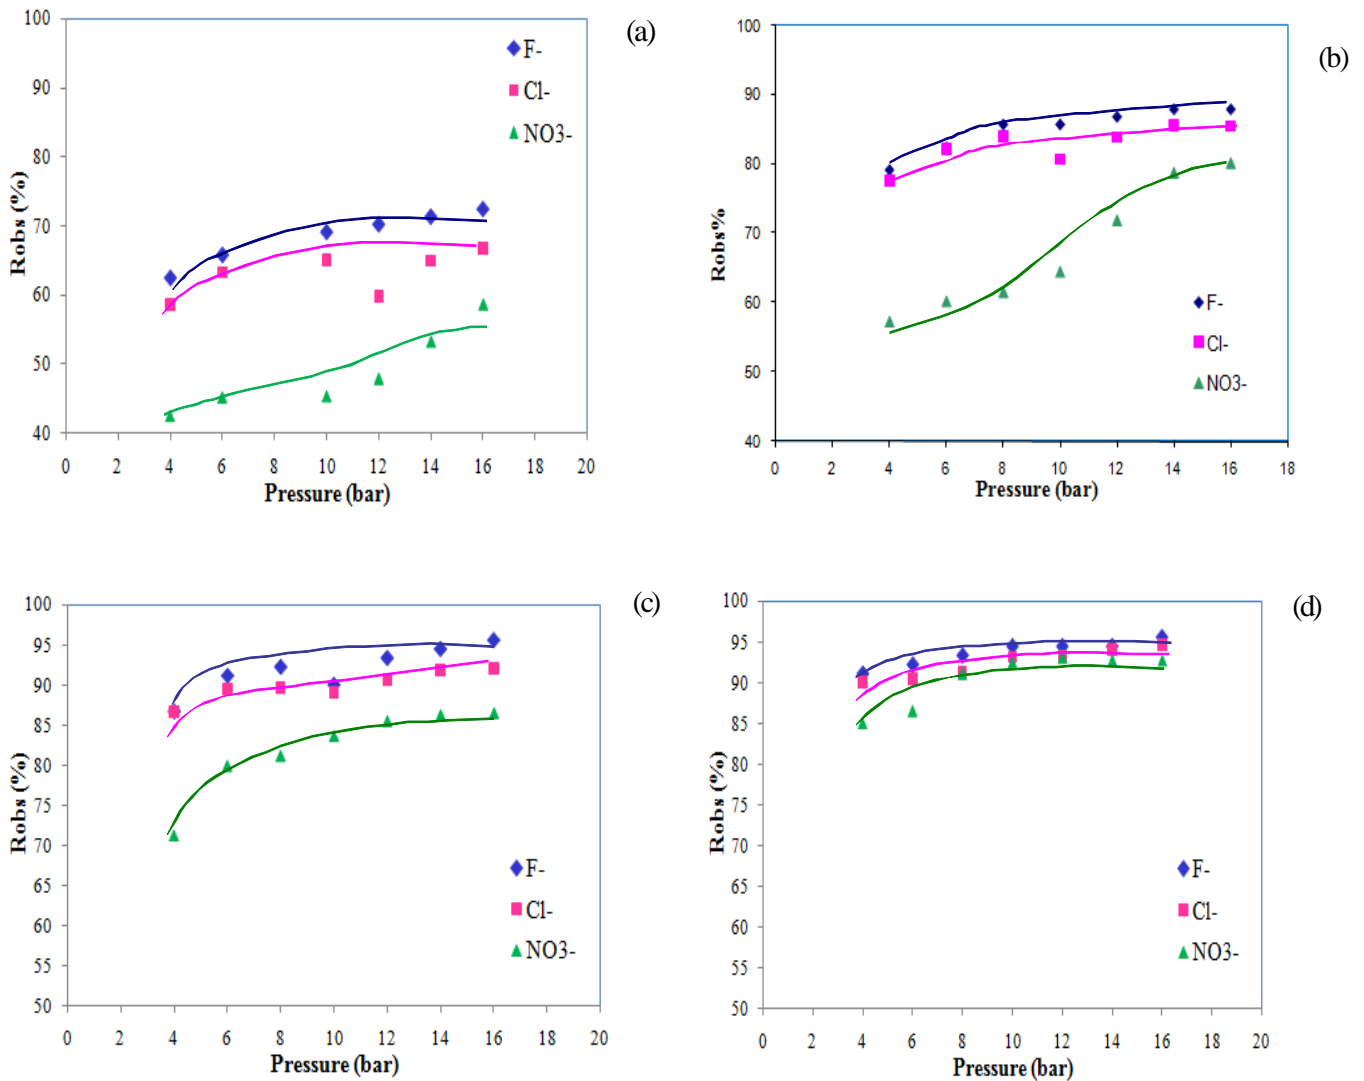 (a)
100
90
80
70
60
50
40
Robs (%)
0 2 4 6 8 10 12 14 16 18 20
Pressure (bar)
F-
Cl-
NO3-
(b)
100
90
80
70
60
50
40
Robs%
0 2 4 6 8 10 12 14 16 18
Pressure (bar)
F-
Cl-
NO3-
(c)
100
95
90
85
80
75
70
65
60
55
50
Robs (%)
0 2 4 6 8 10 12 14 16 18 20
Pressure (bar)
F-
Cl-
NO3-
(d)
100
95
90
85
80
75
70
65
60
55
50
Robs (%)
0 2 4 6 8 10 12 14 16 18 20
Pressure (bar)
F-
Cl-
NO3-